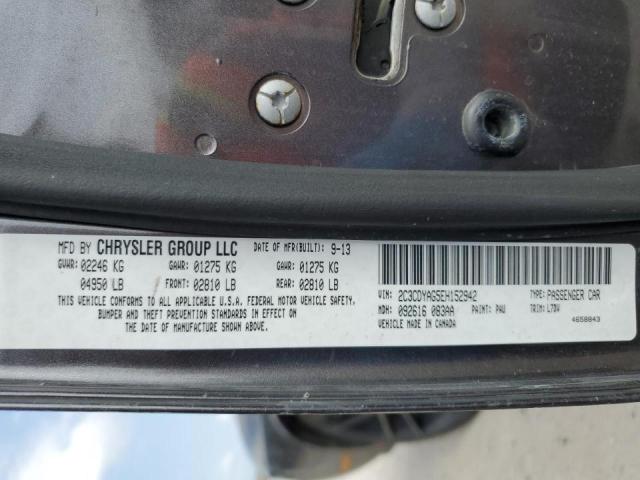 MFD BY CHRYSLER GROUP LLC DATE OF MFR(BUILT): 9-13
GVWR: 02246 KG GAWR: 01275 KG GAWR: 01275 KG
04950 LB FRONT: 02810 LB REAR: 02810 LB
THIS VEHICLE CONFORMS TO ALL APPLICABLE U.S.A. FEDERAL MOTOR VEHICLE SAFETY,
BUMPER AND THEFT PREVENTION STANDARDS IN EFFECT ON
THE DATE OF MANUFACTURE SHOWN ABOVE.
VIN: 2C3CDYAG5EH152942 TYPE: PASSENGER CAR
MDH: 092616 083AA PAINT: PAU TRIM: L7DV
VEHICLE MADE IN CANADA 4658843